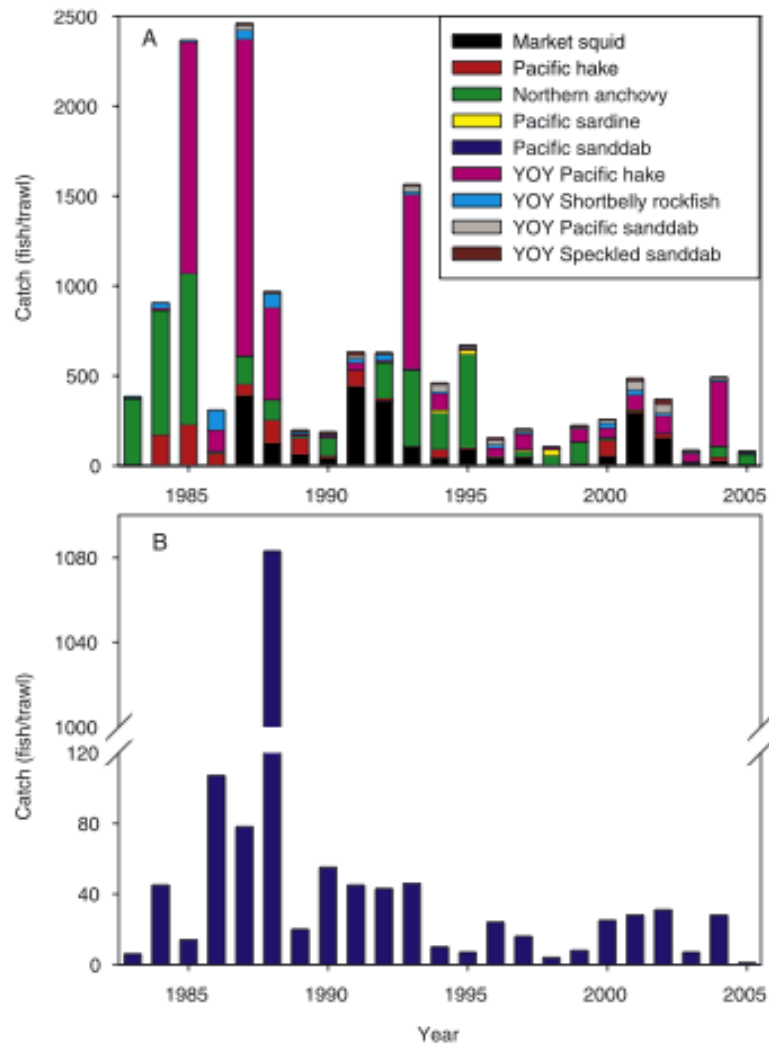 A
2500
2000
1500
1000
500
0
Catch (fish/trawl)
Market squid
Pacific hake
Northern anchovy
Pacific sardine
Pacific sanddab
YOY Pacific hake
YOY Shortbelly rockfish
YOY Pacific sanddab
YOY Speckled sanddab
1985 1990 1995 2000 2005
B
1080
1040
1000
120
80
40
0
Catch (fish/trawl)
1985 1990 1995 2000 2005
Year